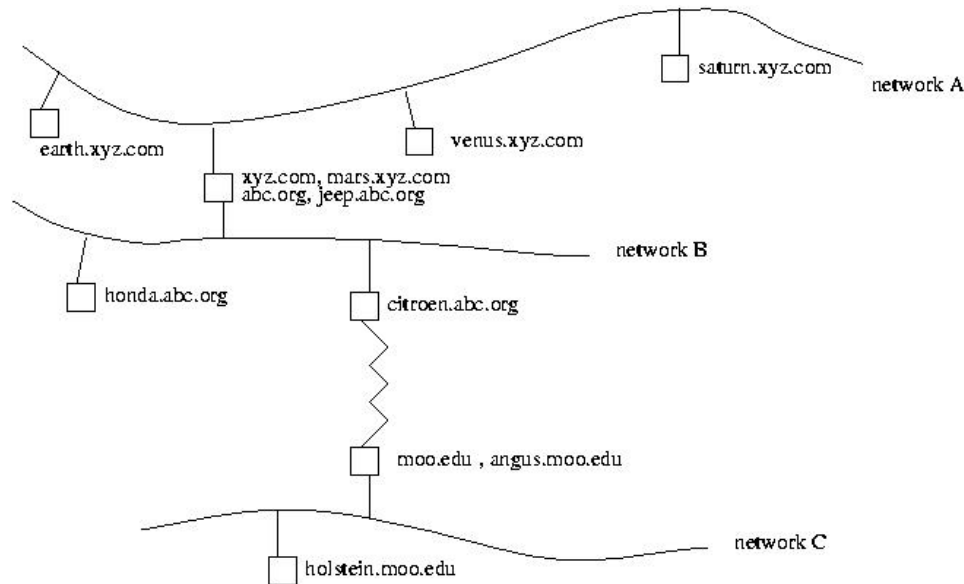 saturn.xyz.com
network A
earth.xyz.com
venus.xyz.com
xyz.com, mars.xyz.com
abc.org, jeep.abc.org
network B
honda.abc.org
citroen.abc.org
moo.edu , angus.moo.edu
network C
holstein.moo.edu